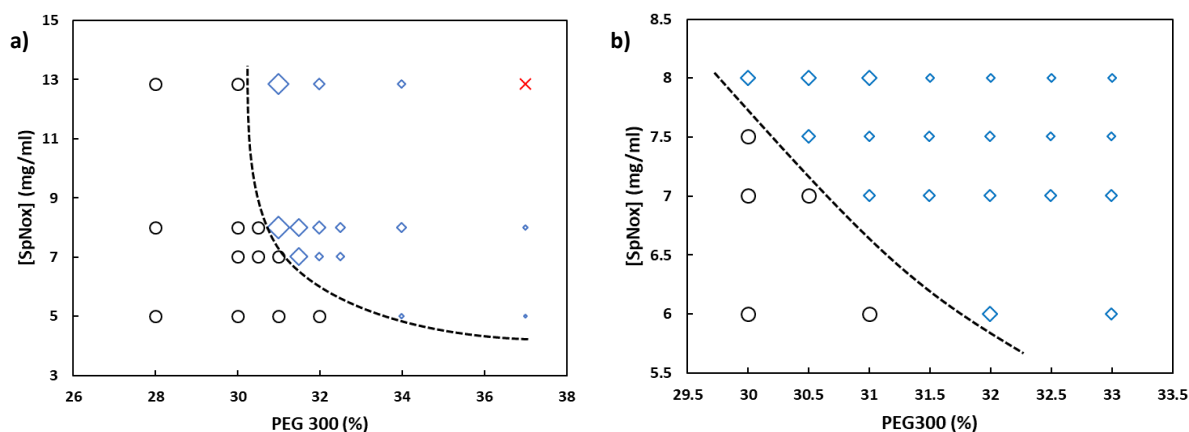 a)
[SpNox] (mg/ml)
15
13
11
9
7
5
3
26 28 30 32 34 36 38
PEG 300 (%)
b)
[SpNox] (mg/ml)
8.5
8
7.5
7
6.5
6
5.5
29.5 30 30.5 31 31.5 32 32.5 33 33.5
PEG300 (%)